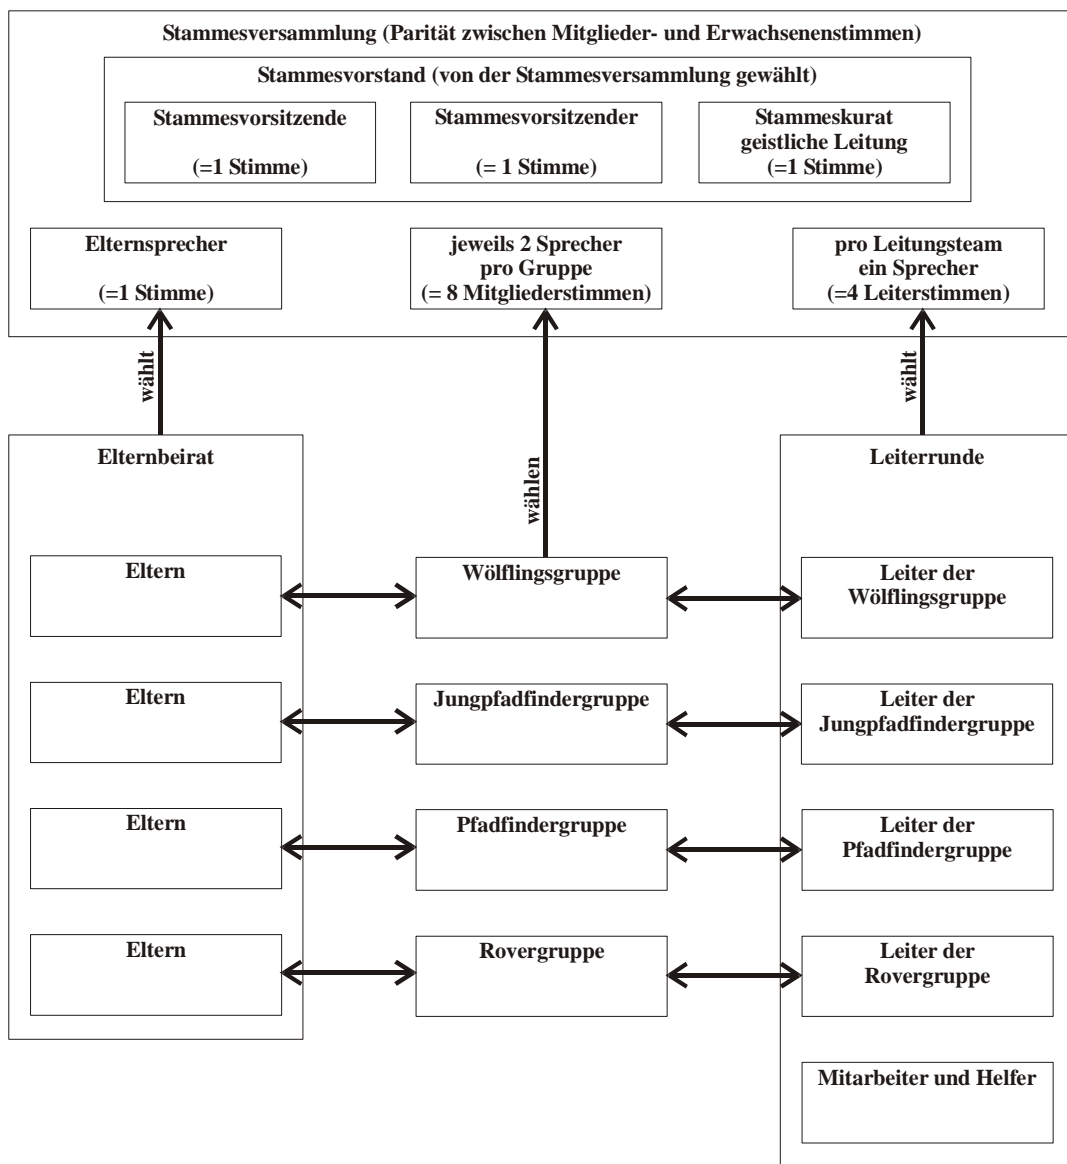 Stammesversammlung (Parität zwischen Mitglieder- und Erwachsenenstimmen)
Stammesvorstand (von der Stammesversammlung gewählt)
Stammesvorsitzende
(=1 Stimme)
Stammesvorsitzender
(= 1 Stimme)
Stammeskurat
geistliche Leitung
(=1 Stimme)
Elternsprecher
(=1 Stimme)
jeweils 2 Sprecher
pro Gruppe
(= 8 Mitgliederstimmen)
pro Leitungsteam
ein Sprecher
(=4 Leiterstimmen)
wählt
wählen
wählt
Elternbeirat
Leiterrunde
Eltern
Wölflingsgruppe
Leiter der
Wölflingsgruppe
Eltern
Jungpfadfindergruppe
Leiter der
Jungpfadfindergruppe
Eltern
Pfadfindergruppe
Leiter der
Pfadfindergruppe
Eltern
Rovergruppe
Leiter der
Rovergruppe
Mitarbeiter und Helfer